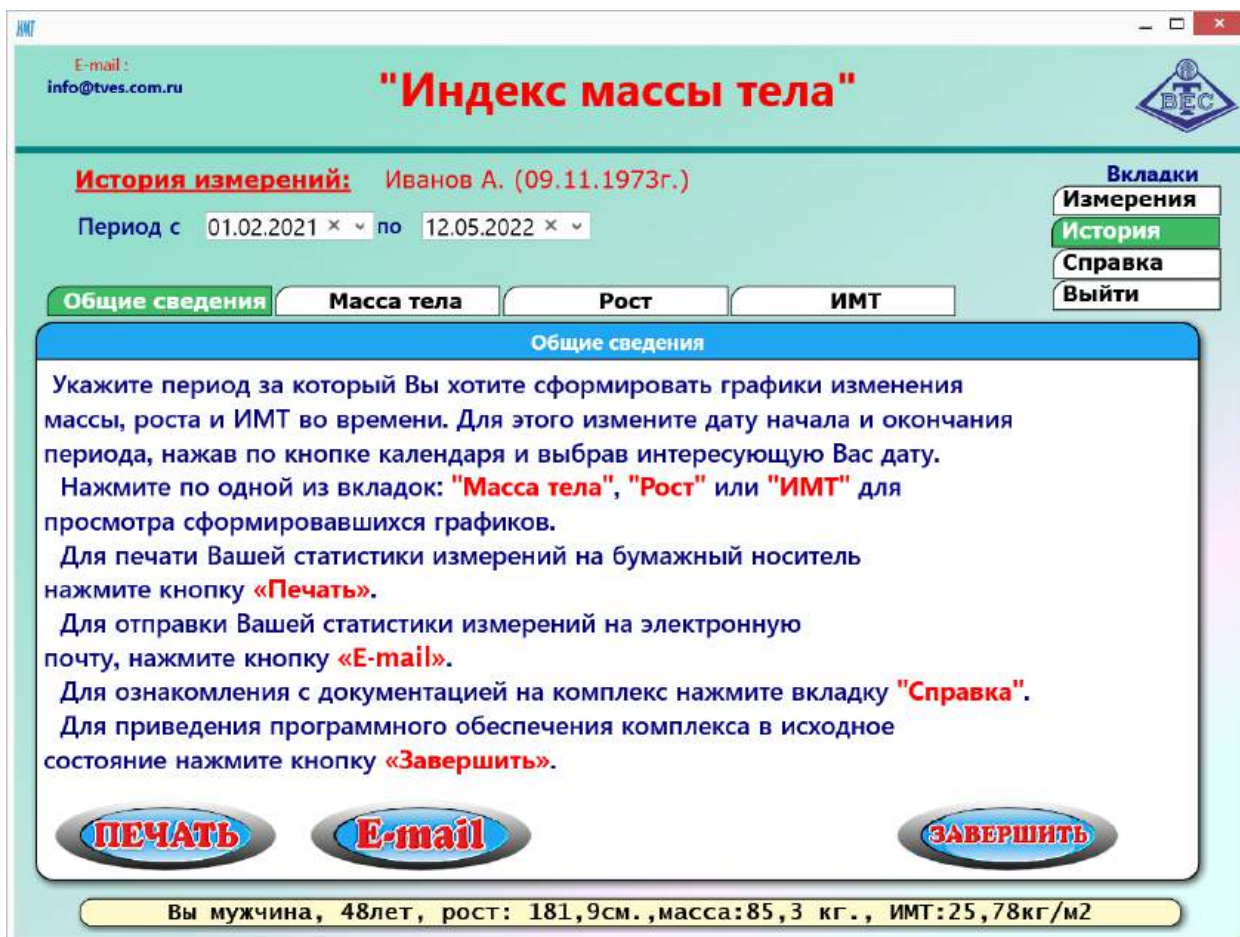 ИМТ
E-mail :
info@tves.com.ru
"Индекс массы тела"
Т
ВЕС
История измерений: Иванов А. (09.11.1973г.)
Период с 01.02.2021 × по 12.05.2022 ×
Вкладки
Измерения
История
Справка
Выйти
Общие сведения Масса тела Рост ИМТ
Общие сведения
Укажите период за который Вы хотите сформировать графики изменения
массы, роста и ИМТ во времени. Для этого измените дату начала и окончания
периода, нажав по кнопке календаря и выбрав интересующую Вас дату.
Нажмите по одной из вкладок: "Масса тела", "Рост" или "ИМТ" для
просмотра сформировавшихся графиков.
Для печати Вашей статистики измерений на бумажный носитель
нажмите кнопку «Печать».
Для отправки Вашей статистики измерений на электронную
почту, нажмите кнопку «E-mail».
Для ознакомления с документацией на комплекс нажмите вкладку "Справка".
Для приведения программного обеспечения комплекса в исходное
состояние нажмите кнопку «Завершить».
ПЕЧАТЬ E-mail ЗАВЕРШИТЬ
Вы мужчина, 48лет, рост: 181,9см.,масса:85,3 кг., ИМТ:25,78кг/м2